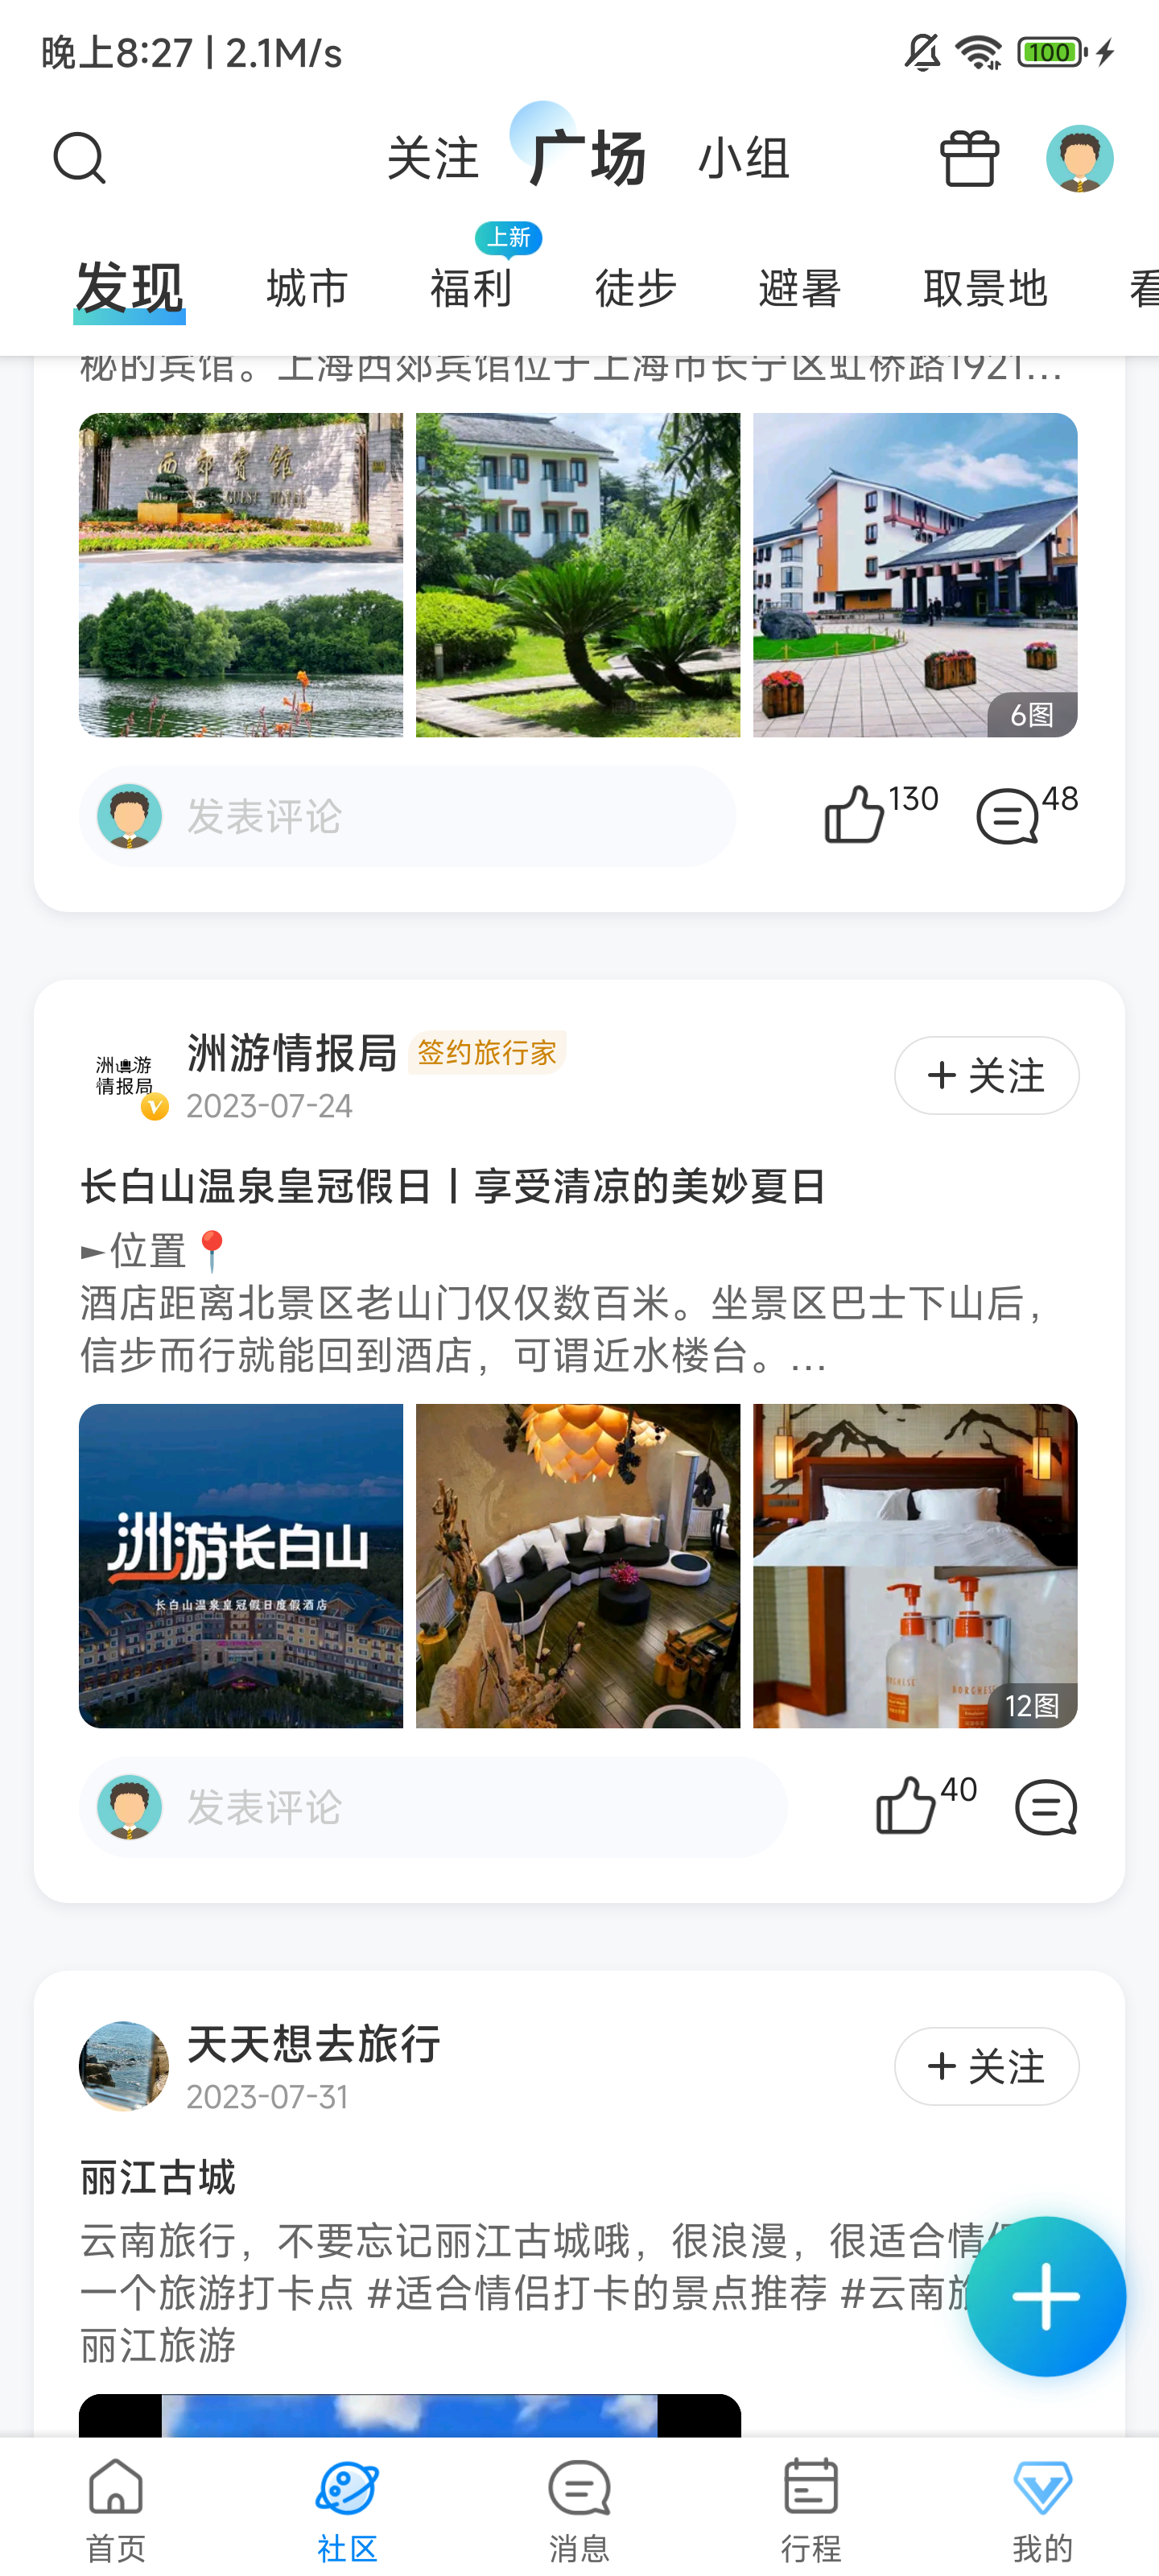 晚上8:27 | 2.1M/s
100
关注 广场 小组
上新
发现 城市 福利 徒步 避暑 取景地 看
秘的宾馆。上海西郊宾馆位于上海市长宁区虹桥路1921...
西郊賓館
GUEST HOTEL
6图
发表评论
130
48
洲游情报局
洲游情报局 签约旅行家
2023-07-24
+ 关注
长白山温泉皇冠假日丨享受清凉的美妙夏日
►位置📍
酒店距离北景区老山门仅仅数百米。坐景区巴士下山后，
信步而行就能回到酒店，可谓近水楼台。...
洲游长白山
长白山温泉皇冠假日度假酒店
BORGHESE
12图
发表评论
40
天天想去旅行
2023-07-31
+ 关注
丽江古城
云南旅行，不要忘记丽江古城哦，很浪漫，很适合情
一个旅游打卡点 #适合情侣打卡的景点推荐 #云南旅
丽江旅游
首页 社区 消息 行程 我的